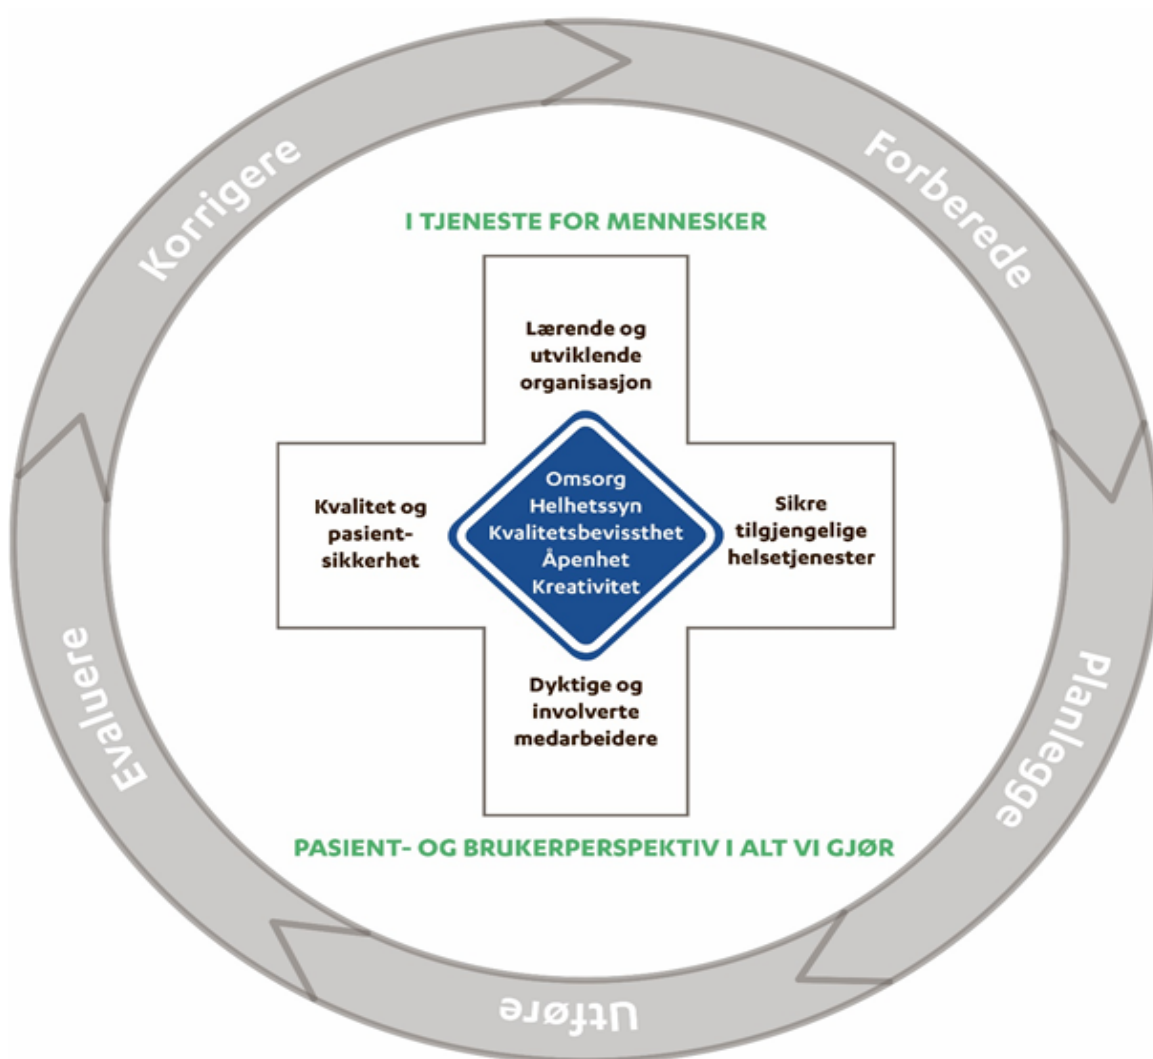 Korrigere
Forberede
I TJENESTE FOR MENNESKER
Lærende og
utviklende
organisasjon
Kvalitet og
pasient-
sikkerhet
Omsorg
Helhetssyn
Kvalitetsbevissthet
Åpenhet
Kreativitet
Sikre
tilgjengelige
helsetjenester
Dyktige og
involverte
medarbeidere
Evaluere
Planlegge
PASIENT- OG BRUKERPERSPEKTIV I ALT VI GJØR
Utføre